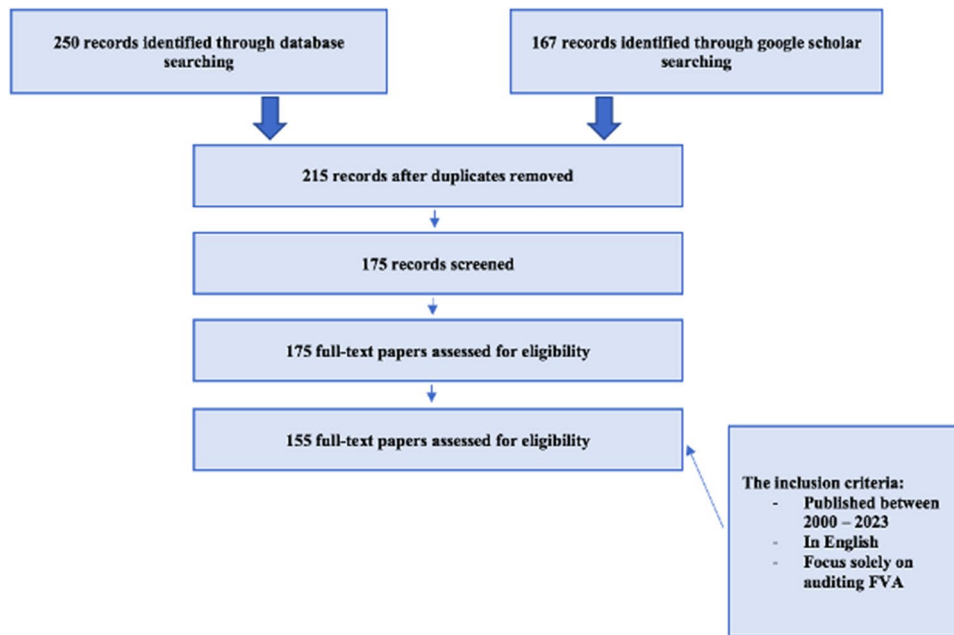 250 records identified through database
searching
167 records identified through google scholar
searching
215 records after duplicates removed
175 records screened
175 full-text papers assessed for eligibility
155 full-text papers assessed for eligibility
The inclusion criteria:
- Published between
2000 – 2023
- In English
- Focus solely on
auditing FVA